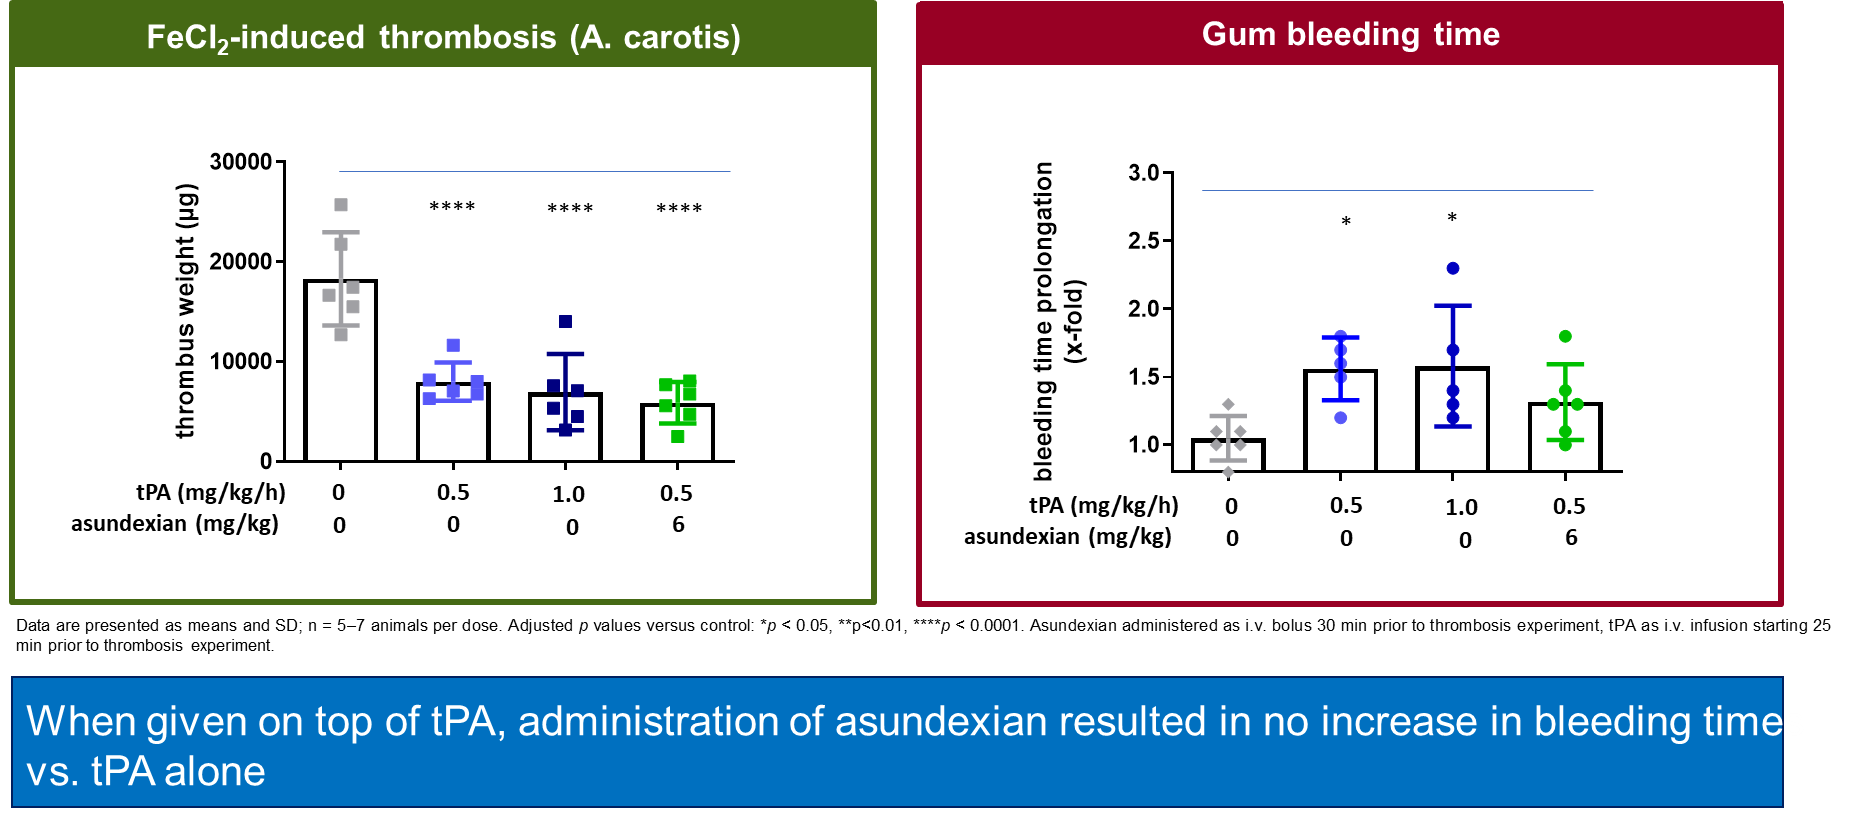 FeCl₂-induced thrombosis (A. carotis)
thrombus weight (µg)
30000
20000
10000
0
****
****
****
tPA (mg/kg/h) 0 0.5 1.0 0.5
asundexian (mg/kg) 0 0 0 6
Gum bleeding time
bleeding time prolongation
(x-fold)
3.0
2.5
2.0
1.5
1.0
*
*
tPA (mg/kg/h) 0 0.5 1.0 0.5
asundexian (mg/kg) 0 0 0 6
Data are presented as means and SD; n = 5–7 animals per dose. Adjusted p values versus control: *p < 0.05, **p<0.01, ****p < 0.0001. Asundexian administered as i.v. bolus 30 min prior to thrombosis experiment, tPA as i.v. infusion starting 25
min prior to thrombosis experiment.
When given on top of tPA, administration of asundexian resulted in no increase in bleeding time
vs. tPA alone